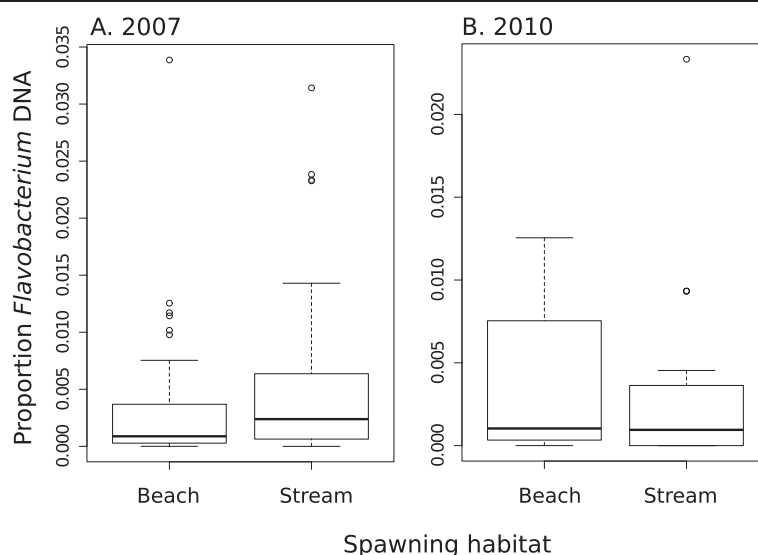 A. 2007
B. 2010
Proportion Flavobacterium DNA
0.035
0.030
0.025
0.020
0.015
0.010
0.005
0.000
0.020
0.015
0.010
0.005
0.000
Beach Stream
Beach Stream
Spawning habitat